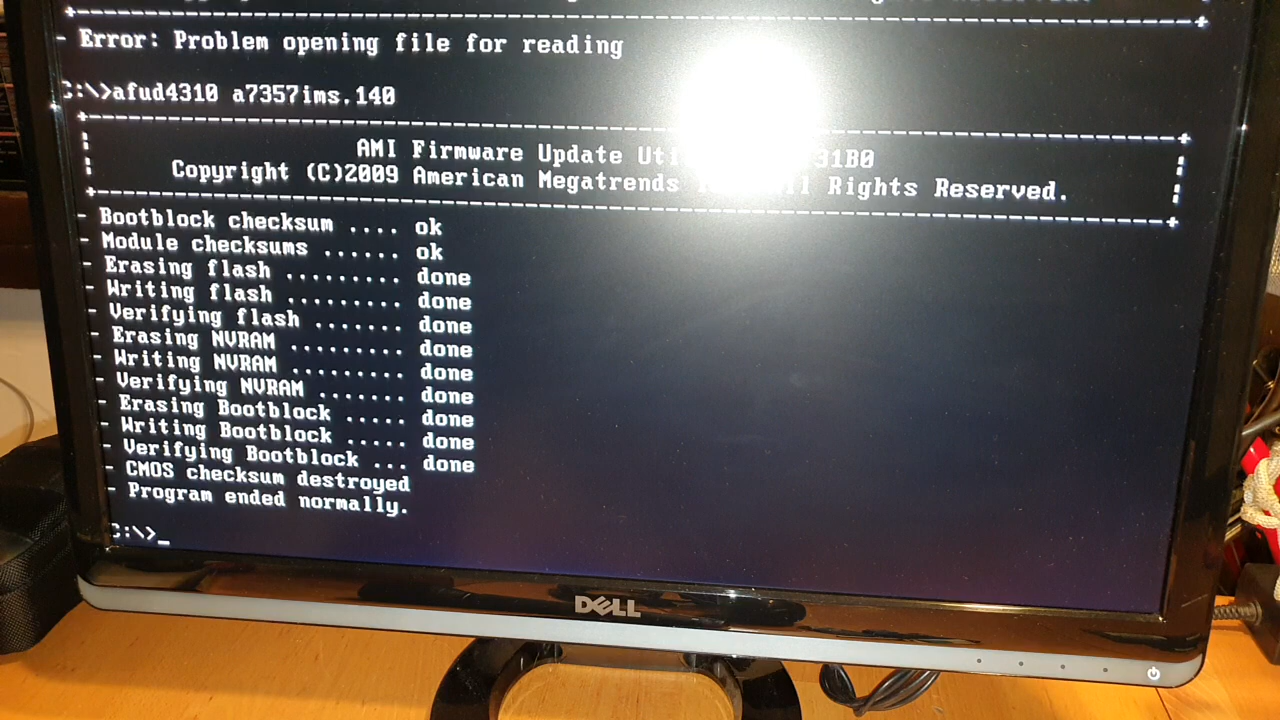 - Error: Problem opening file for reading
C:\>afud4310 a7357ims.140
AMI Firmware Update 31B0
Copyright (C)2009 American Megatrends Rights Reserved.
- Bootblock checksum .... ok
- Module checksums ...... ok
- Erasing flash ......... done
- Writing flash ......... done
- Verifying flash ....... done
- Erasing NVRAM ......... done
- Writing NVRAM ......... done
- Verifying NVRAM ....... done
- Erasing Bootblock ..... done
- Writing Bootblock ..... done
- Verifying Bootblock ... done
- CMOS checksum destroyed
- Program ended normally.
C:\>_
DELL